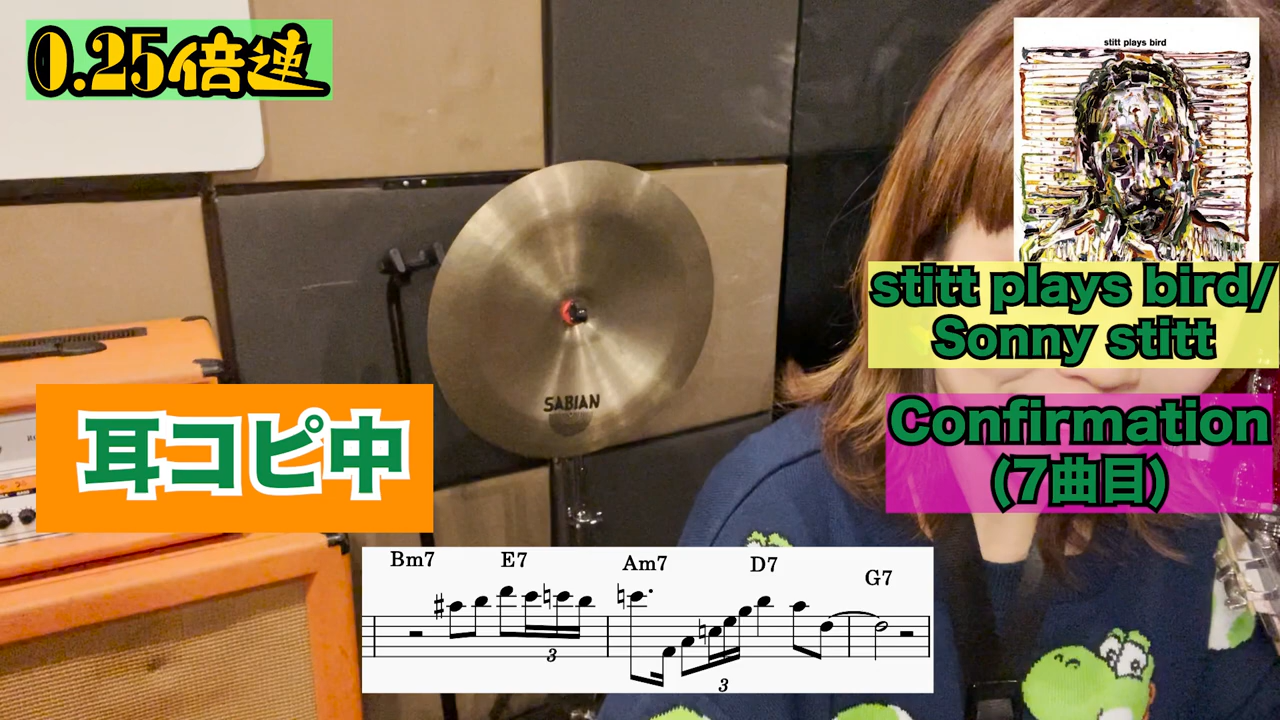 0.25倍速
stitt plays bird
stitt plays bird/
Sonny stitt
耳コピ中
Confirmation
(7曲目)
SABIAN
Bm7 E7 Am7 D7 G7
3 3